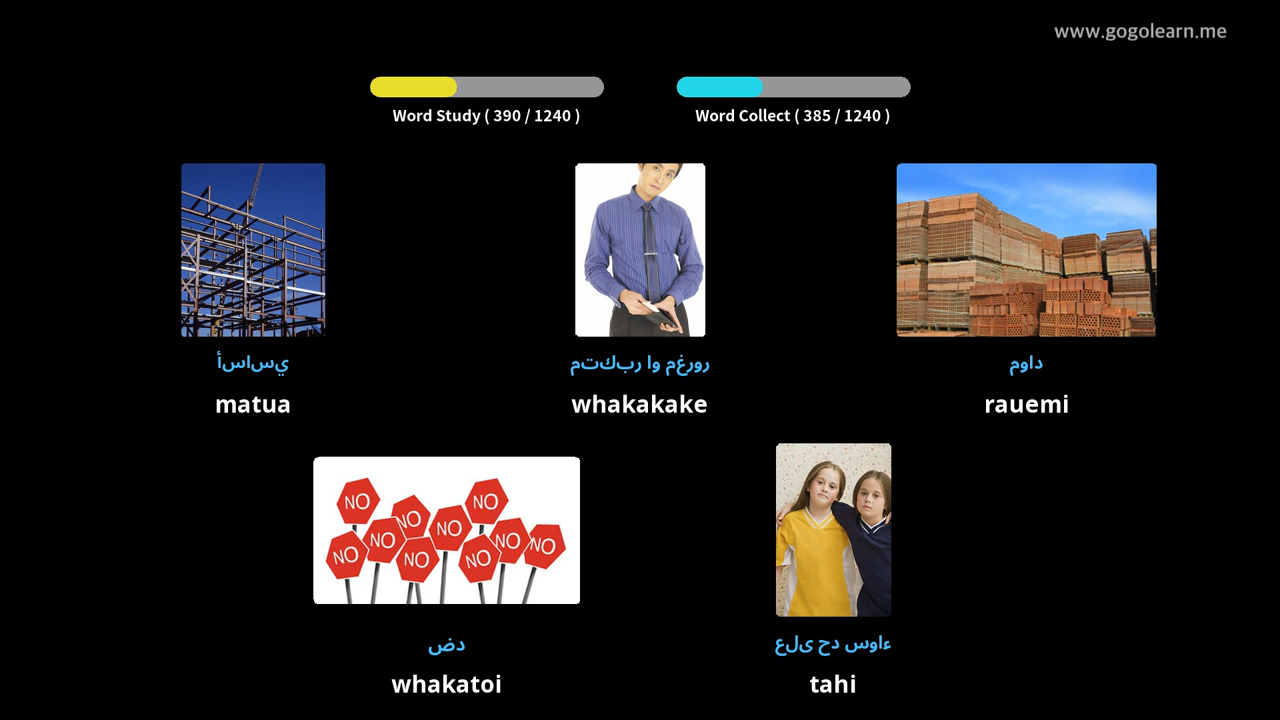 www.gogolearn.me
Word Study ( 390 / 1240 )
Word Collect ( 385 / 1240 )
أساسي
متكبر او مغرور
مواد
matua
whakakake
rauemi
NO
NO
NO
NO
NO
NO
NO
NO
NO
NO
ضد
على حد سواء
whakatoi
tahi